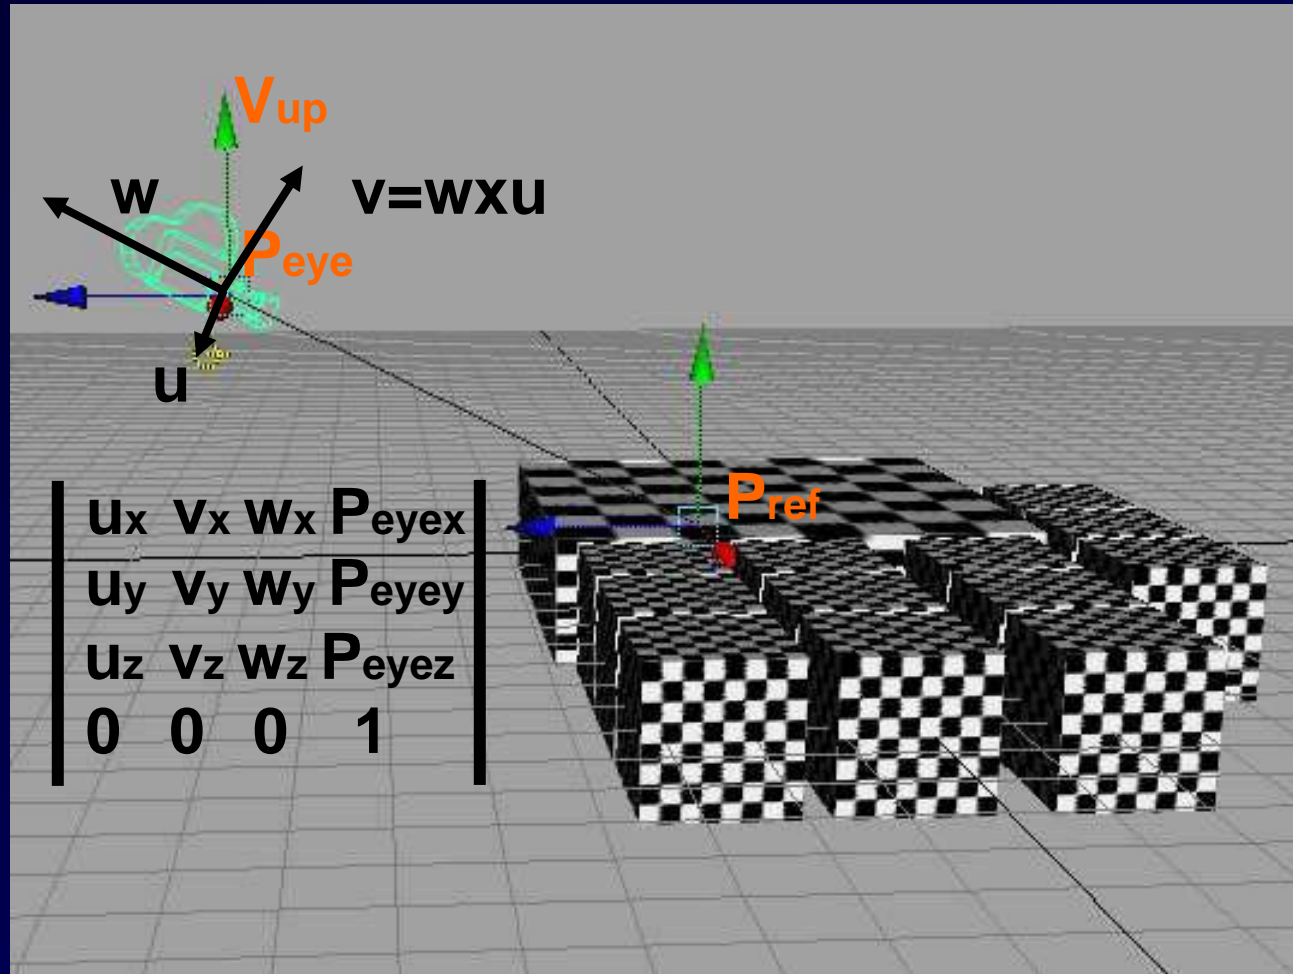 Vup
w
v=wxu
Peye
u
Pref
ux vx wx Peyex
uy vy wy Peyey
uz vz wz Peyez
0 0 0 1